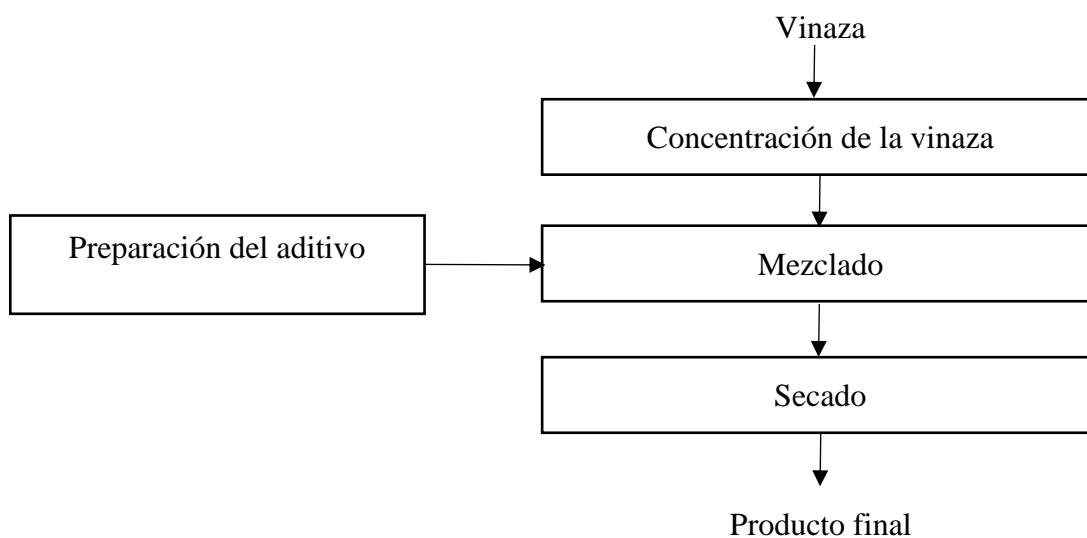 Vinaza
Concentración de la vinaza
Preparación del aditivo
Mezclado
Secado
Producto final